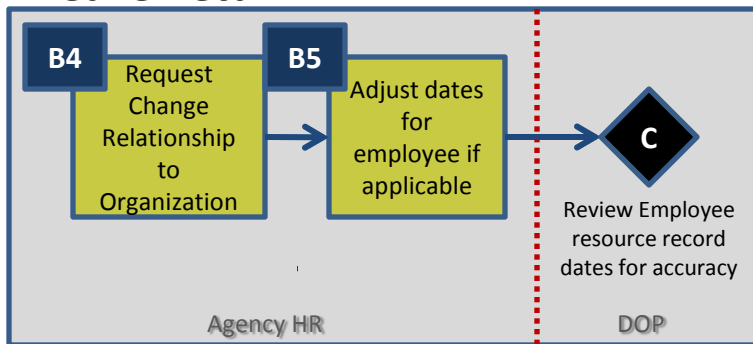 B4
Request
Change
Relationship
to
Organization
B5
Adjust dates
for
employee if
applicable
C
Review Employee
resource record
dates for accuracy
Agency HR
DOP